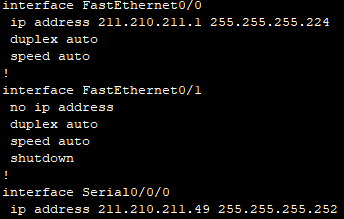 interface FastEthernet0/0
 ip address 211.210.211.1 255.255.255.224
 duplex auto
 speed auto
!
interface FastEthernet0/1
 no ip address
 duplex auto
 speed auto
 shutdown
!
interface Serial0/0/0
 ip address 211.210.211.49 255.255.255.252